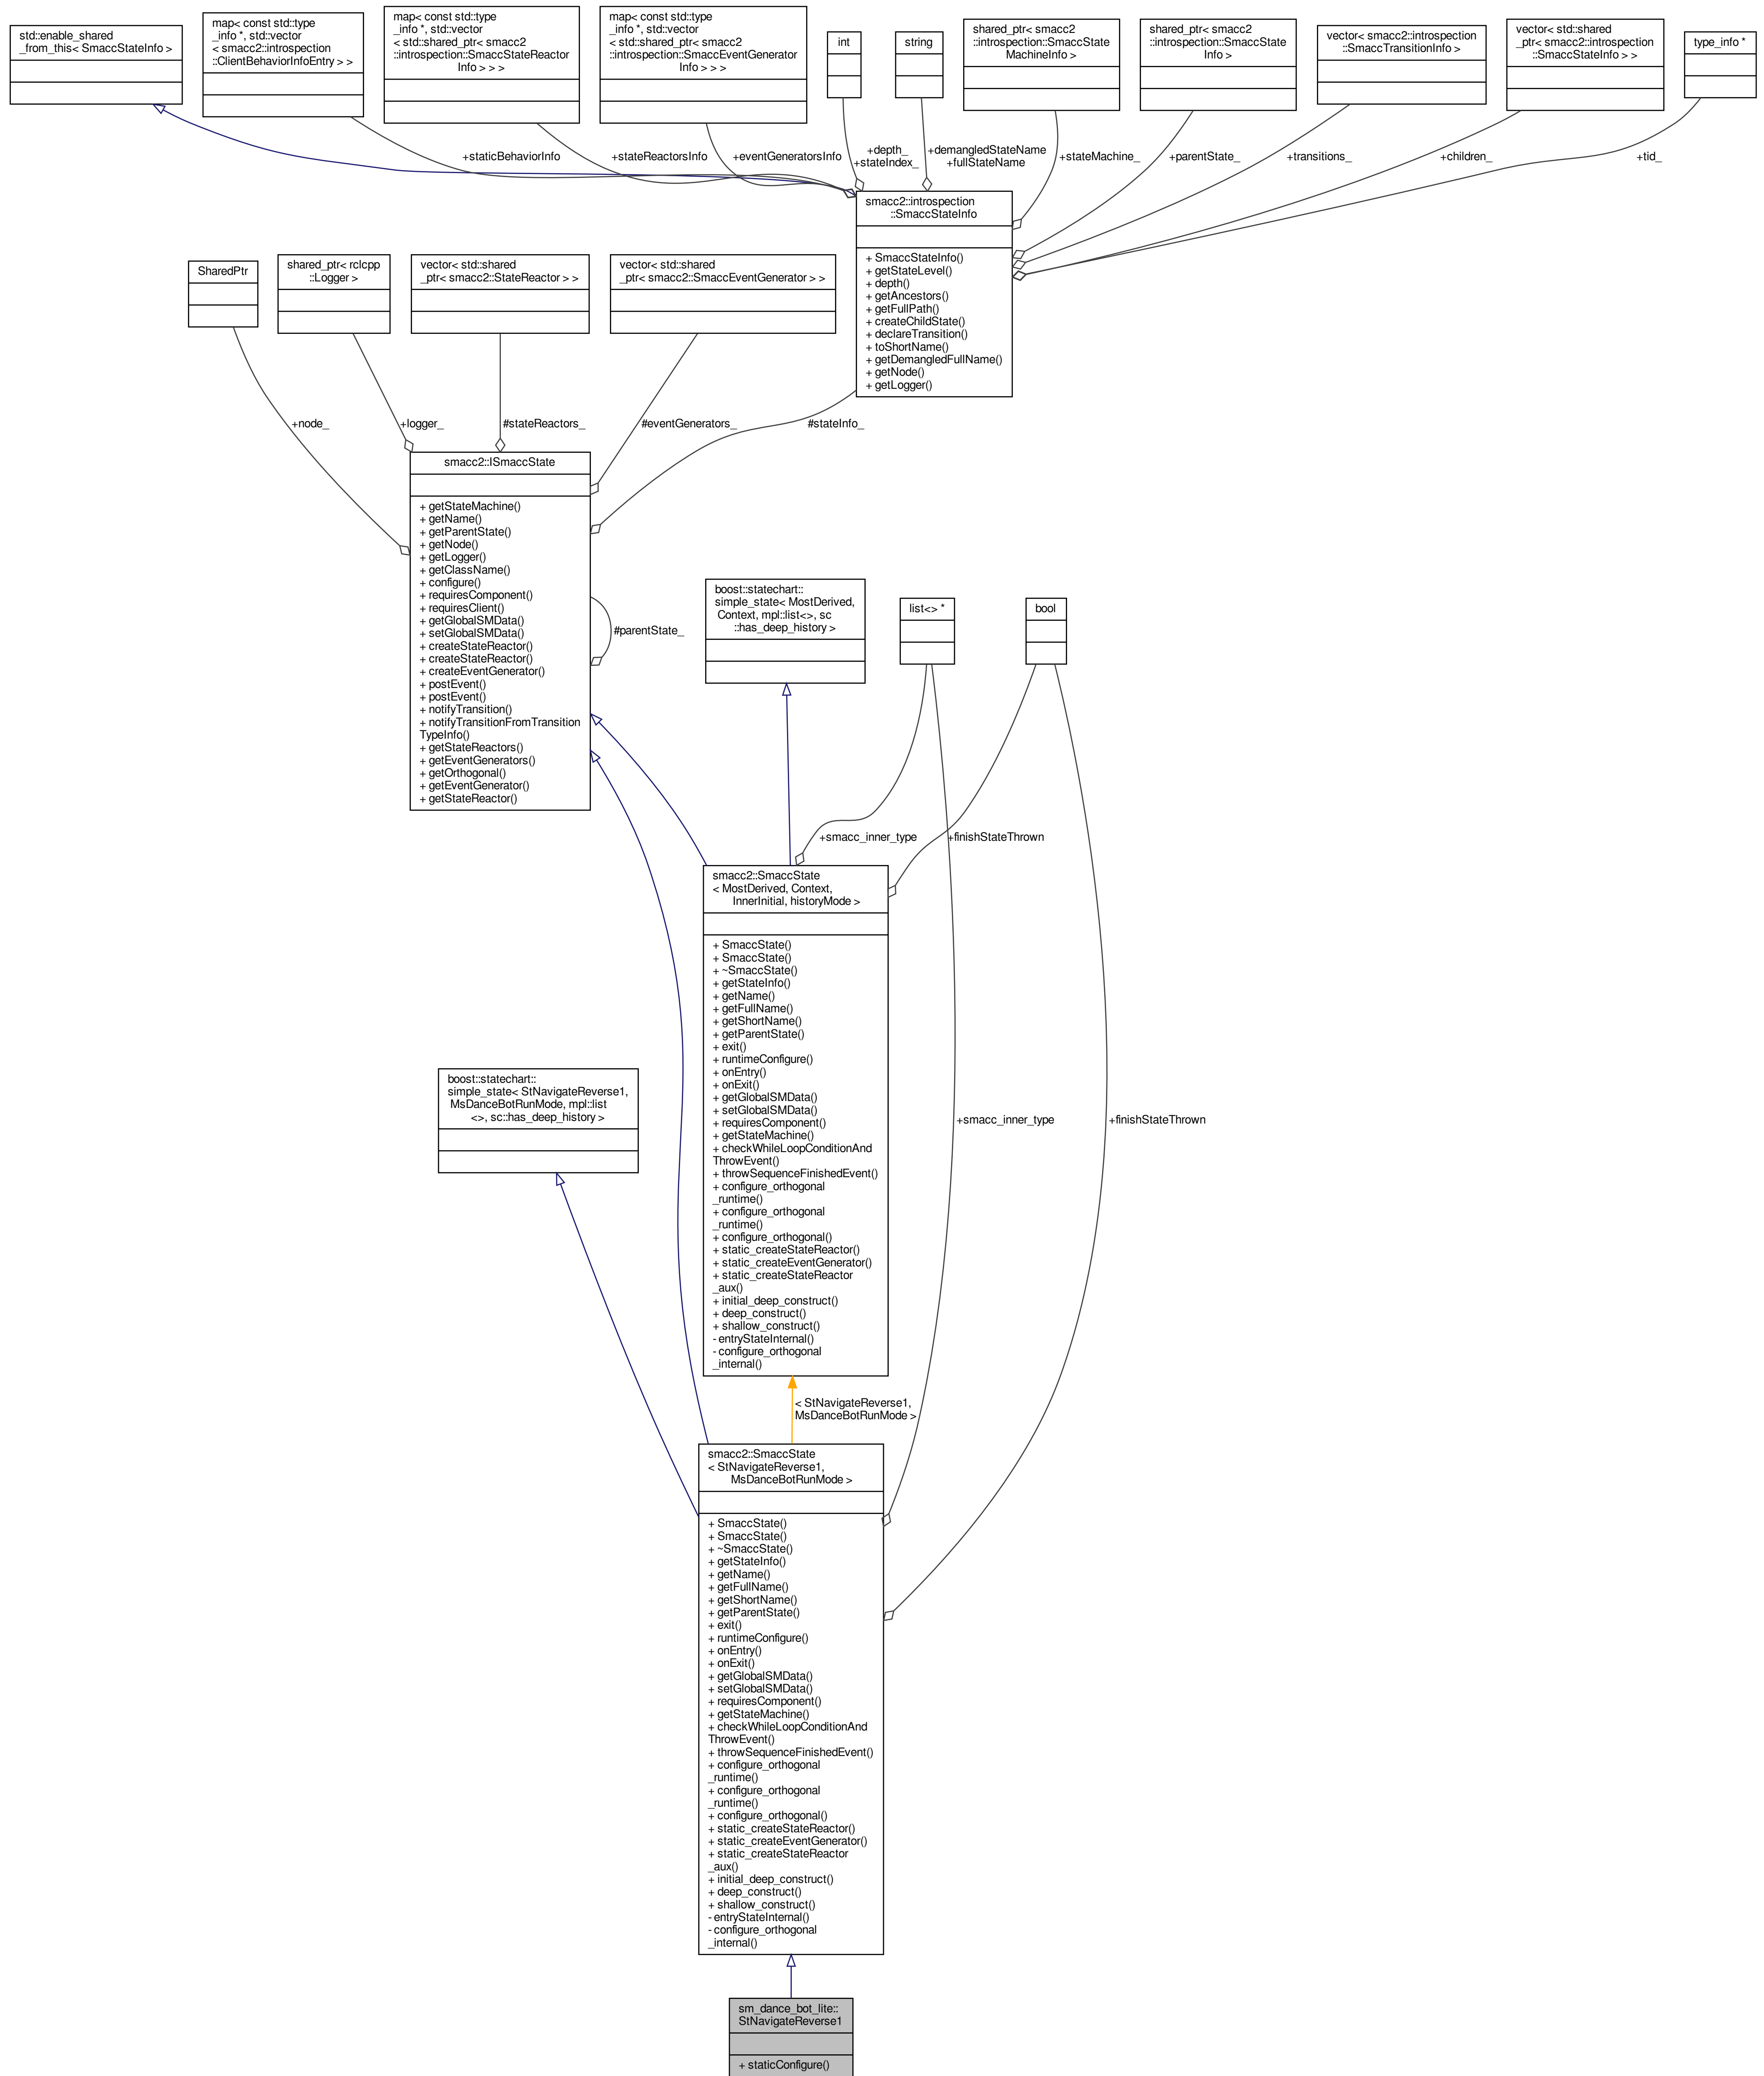 std::enable_shared
_from_this< SmaccStateInfo >
map< const std::type
_info *, std::vector
< smacc2::introspection
::ClientBehaviorInfoEntry > >
map< const std::type
_info *, std::vector
< std::shared_ptr< smacc2
::introspection::SmaccStateReactor
Info > > >
map< const std::type
_info *, std::vector
< std::shared_ptr< smacc2
::introspection::SmaccEventGenerator
Info > > >
int
string
shared_ptr< smacc2
::introspection::SmaccState
MachineInfo >
shared_ptr< smacc2
::introspection::SmaccState
Info >
vector< smacc2::introspection
::SmaccTransitionInfo >
vector< std::shared
_ptr< smacc2::introspection
::SmaccStateInfo > >
type_info *
+staticBehaviorInfo
+stateReactorsInfo
+eventGeneratorsInfo
+depth_
+stateIndex_
+demangledStateName
+fullStateName
+stateMachine_
+parentState_
+transitions_
+children_
+tid_
smacc2::introspection
::SmaccStateInfo
+ SmaccStateInfo()
+ getStateLevel()
+ depth()
+ getAncestors()
+ getFullPath()
+ createChildState()
+ declareTransition()
+ toShortName()
+ getDemangledFullName()
+ getNode()
+ getLogger()
SharedPtr
shared_ptr< rclcpp
::Logger >
vector< std::shared
_ptr< smacc2::StateReactor > >
vector< std::shared
_ptr< smacc2::SmaccEventGenerator > >
+node_
+logger_
#stateReactors_
#eventGenerators_
#stateInfo_
smacc2::ISmaccState
+ getStateMachine()
+ getName()
+ getParentState()
+ getNode()
+ getLogger()
+ getClassName()
+ configure()
+ requiresComponent()
+ requiresClient()
+ getGlobalSMData()
+ setGlobalSMData()
+ createStateReactor()
+ createStateReactor()
+ createEventGenerator()
+ postEvent()
+ postEvent()
+ notifyTransition()
+ notifyTransitionFromTransition
TypeInfo()
+ getStateReactors()
+ getEventGenerators()
+ getOrthogonal()
+ getEventGenerator()
+ getStateReactor()
#parentState_
boost::statechart::
simple_state< MostDerived,
Context, mpl::list<>, sc
::has_deep_history >
list<> *
bool
+smacc_inner_type
+finishStateThrown
smacc2::SmaccState
< MostDerived, Context,
InnerInitial, historyMode >
+ SmaccState()
+ SmaccState()
+ ~SmaccState()
+ getStateInfo()
+ getName()
+ getFullName()
+ getShortName()
+ getParentState()
+ exit()
+ runtimeConfigure()
+ onEntry()
+ onExit()
+ getGlobalSMData()
+ setGlobalSMData()
+ requiresComponent()
+ getStateMachine()
+ checkWhileLoopConditionAnd
ThrowEvent()
+ throwSequenceFinishedEvent()
+ configure_orthogonal
_runtime()
+ configure_orthogonal
_runtime()
+ configure_orthogonal()
+ static_createStateReactor()
+ static_createEventGenerator()
+ static_createStateReactor
_aux()
+ initial_deep_construct()
+ deep_construct()
+ shallow_construct()
- entryStateInternal()
- configure_orthogonal
_internal()
boost::statechart::
simple_state< StNavigateReverse1,
MsDanceBotRunMode, mpl::list
<>, sc::has_deep_history >
+smacc_inner_type
+finishStateThrown
< StNavigateReverse1,
MsDanceBotRunMode >
smacc2::SmaccState
< StNavigateReverse1,
MsDanceBotRunMode >
+ SmaccState()
+ SmaccState()
+ ~SmaccState()
+ getStateInfo()
+ getName()
+ getFullName()
+ getShortName()
+ getParentState()
+ exit()
+ runtimeConfigure()
+ onEntry()
+ onExit()
+ getGlobalSMData()
+ setGlobalSMData()
+ requiresComponent()
+ getStateMachine()
+ checkWhileLoopConditionAnd
ThrowEvent()
+ throwSequenceFinishedEvent()
+ configure_orthogonal
_runtime()
+ configure_orthogonal
_runtime()
+ configure_orthogonal()
+ static_createStateReactor()
+ static_createEventGenerator()
+ static_createStateReactor
_aux()
+ initial_deep_construct()
+ deep_construct()
+ shallow_construct()
- entryStateInternal()
- configure_orthogonal
_internal()
sm_dance_bot_lite::
StNavigateReverse1
+ staticConfigure()